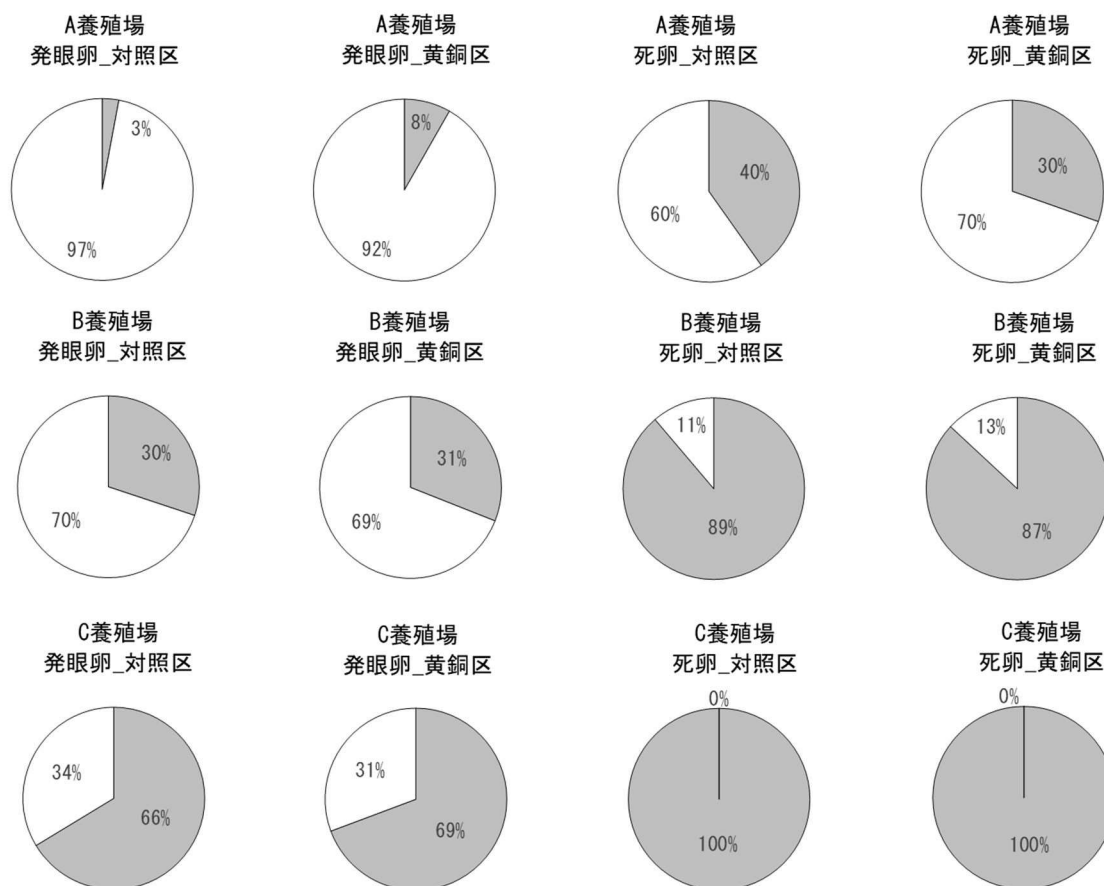 A養殖場
発眼卵_対照区
3%
97%
A養殖場
発眼卵_黄銅区
8%
92%
A養殖場
死卵_対照区
40%
60%
A養殖場
死卵_黄銅区
30%
70%
B養殖場
発眼卵_対照区
30%
70%
B養殖場
発眼卵_黄銅区
31%
69%
B養殖場
死卵_対照区
11%
89%
B養殖場
死卵_黄銅区
13%
87%
C養殖場
発眼卵_対照区
34%
66%
C養殖場
発眼卵_黄銅区
31%
69%
C養殖場
死卵_対照区
0%
100%
C養殖場
死卵_黄銅区
0%
100%